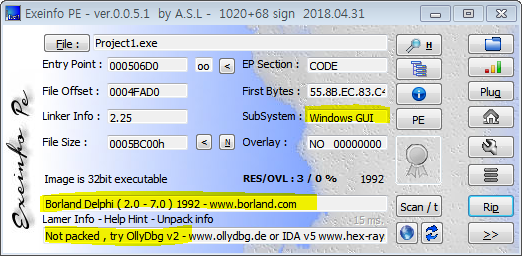 Exeinfo PE - ver.0.0.5.1 by A.S.L - 1020+68 sign 2018.04.31
File : Project1.exe H
Entry Point : 000506D0 oo < EP Section : CODE
File Offset : 0004FAD0 First Bytes : 55.8B.EC.83.C4 Plug
Linker Info : 2.25 SubSystem : Windows GUI PE
File Size : 0005BC00h < N Overlay : NO 00000000
Image is 32bit executable RES/OVL : 3 / 0 % 1992
Borland Delphi ( 2.0 - 7.0 ) 1992 - www.borland.com Scan / t Rip
Lamer Info - Help Hint - Unpack info 15 ms.
Not packed , try OllyDbg v2 - www.ollydbg.de or IDA v5 www.hex-ray >>
Exeinfo Pe